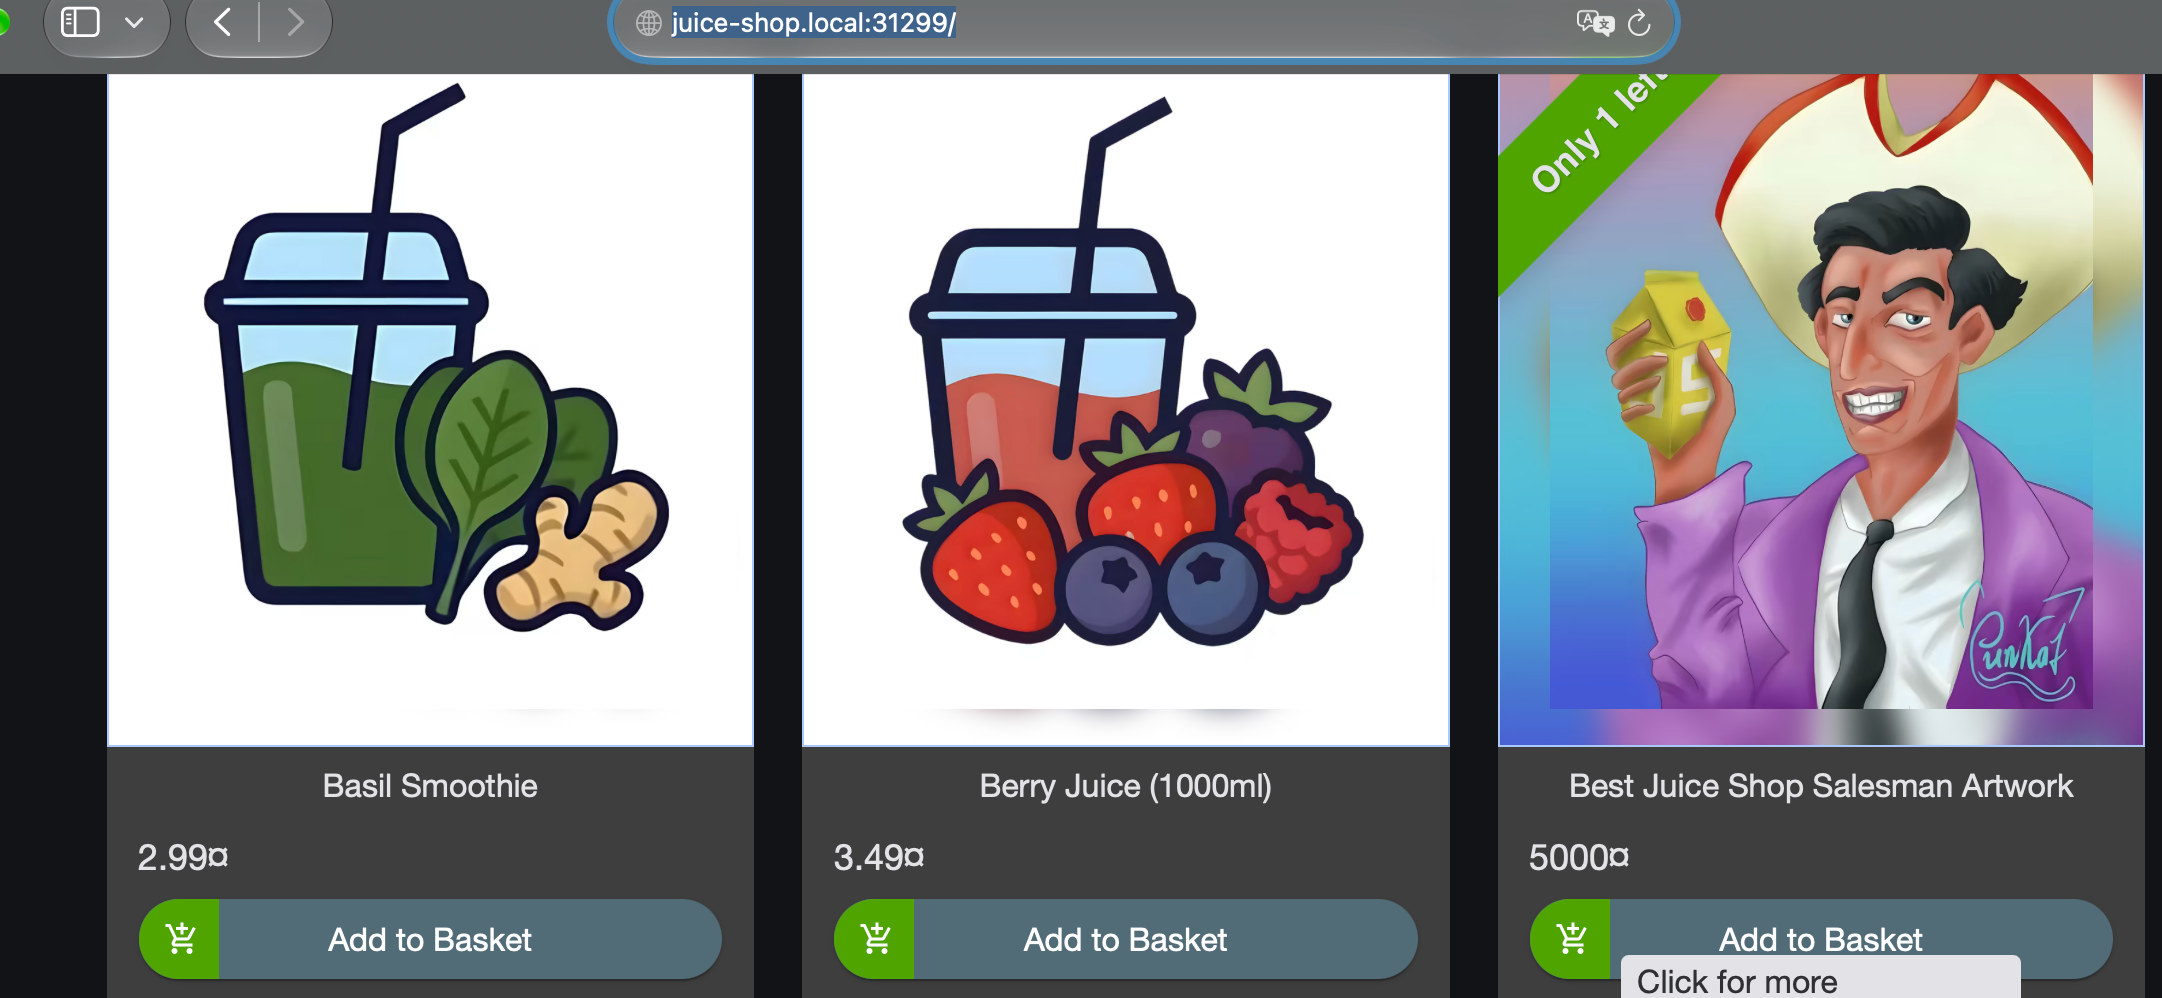 juice-shop.local:31299/
Only 1 left
Basil Smoothie
Berry Juice (1000ml)
Best Juice Shop Salesman Artwork
2.99¤
3.49¤
5000¤
Add to Basket
Add to Basket
Add to Basket
Click for more